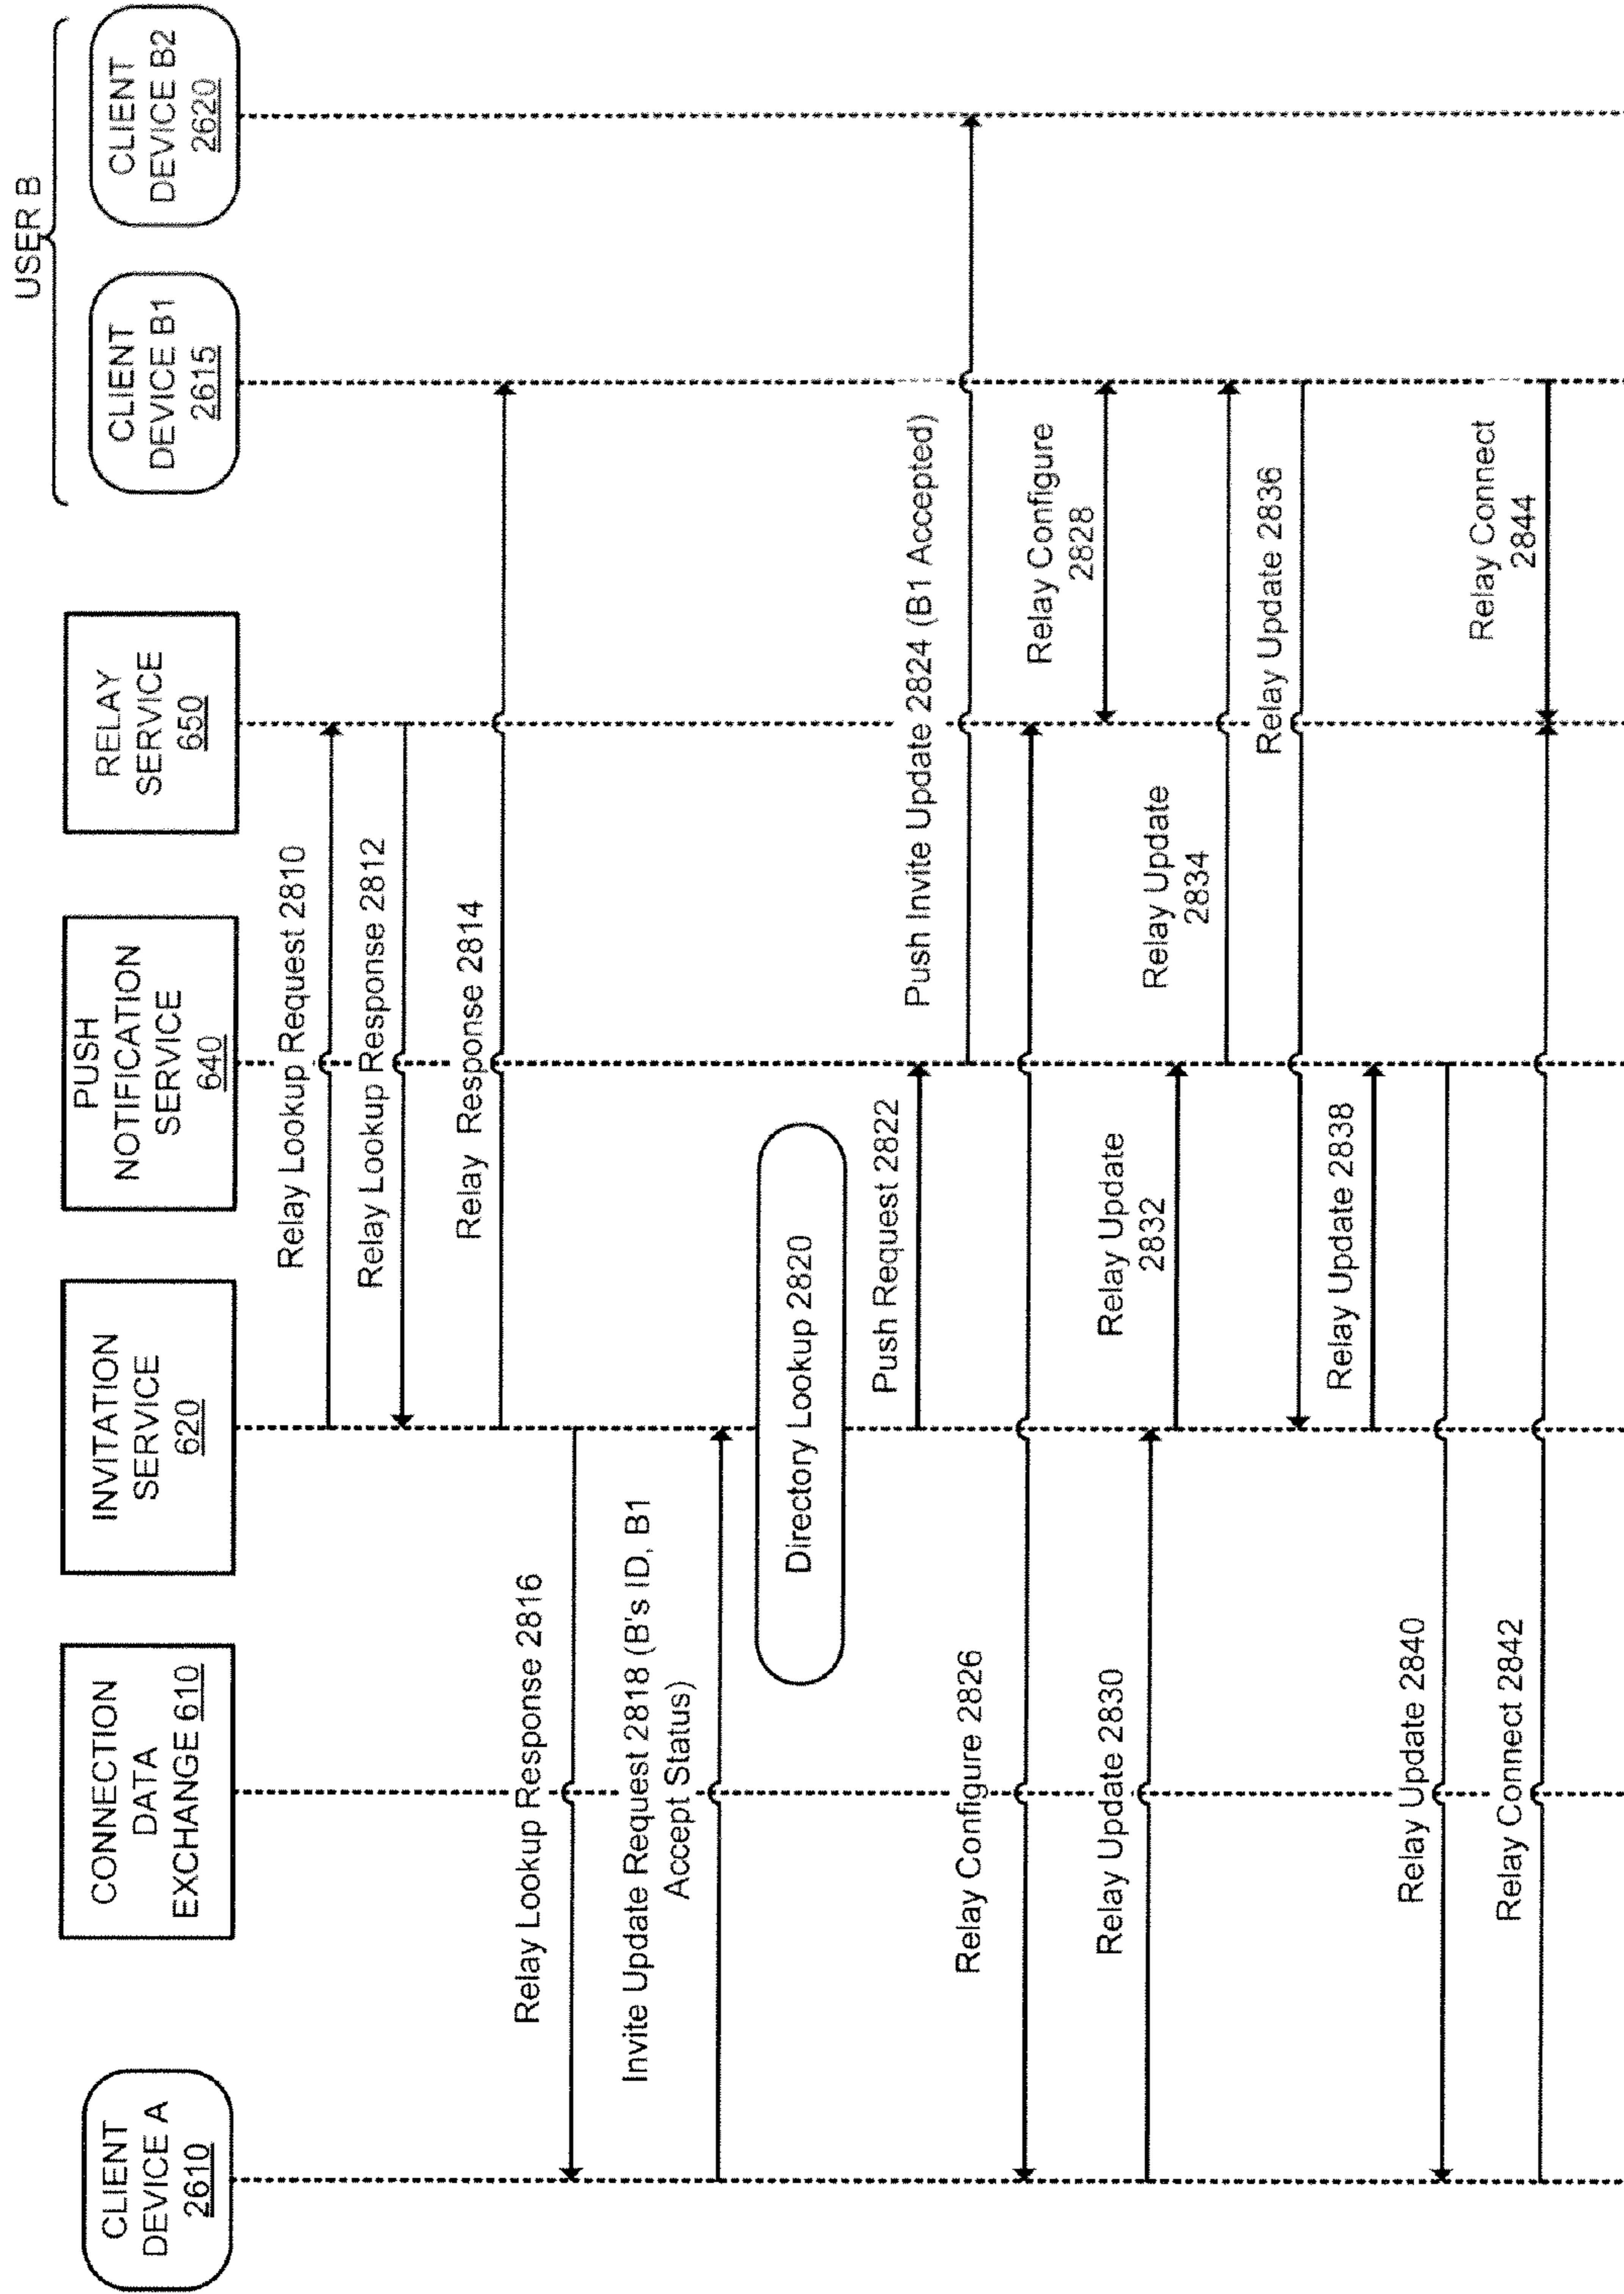 USER B
CLIENT
DEVICE A
2610
CONNECTION
DATA
EXCHANGE 610
INVITATION
SERVICE
620
PUSH
NOTIFICATION
SERVICE
640
RELAY
SERVICE
650
CLIENT
DEVICE B1
2615
CLIENT
DEVICE B2
2620
Relay Lookup Request 2810
Relay Lookup Response 2812
Relay Response 2814
Relay Lookup Response 2816
Invite Update Request 2818 (B's ID, B1
Accept Status)
Directory Lookup 2820
Push Request 2822
Push Invite Update 2824 (B1 Accepted)
Relay Configure 2826
Relay Configure
2828
Relay Update 2830
Relay Update
2832
Relay Update
2834
Relay Update 2836
Relay Update 2838
Relay Update 2840
Relay Connect 2842
Relay Connect
2844